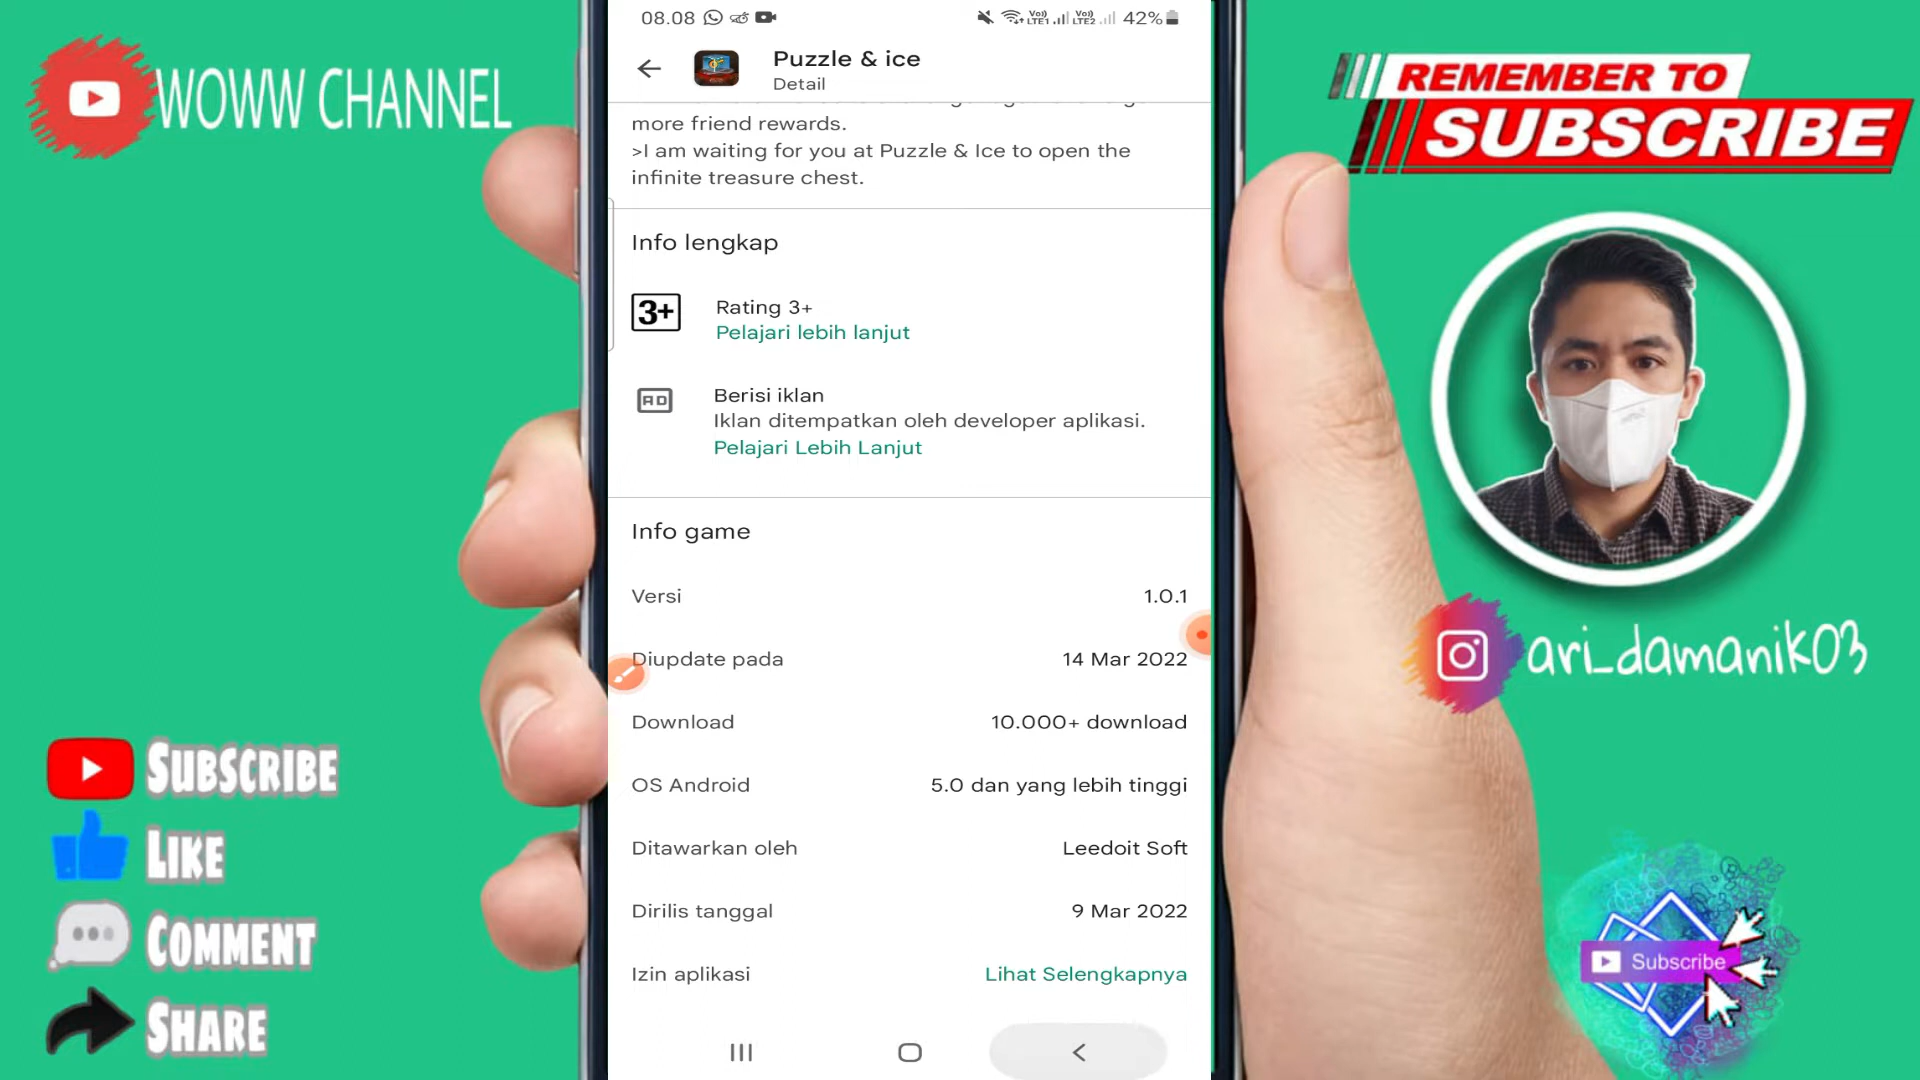 WOWW CHANNEL
08.08
Vo)) LTE1
Vo)) LTE2
42%
Puzzle & ice
Detail
more friend rewards.
>I am waiting for you at Puzzle & Ice to open the
infinite treasure chest.
Info lengkap
3+
Rating 3+
Pelajari lebih lanjut
AD
Berisi iklan
Iklan ditempatkan oleh developer aplikasi.
Pelajari Lebih Lanjut
Info game
Versi 1.0.1
Diupdate pada 14 Mar 2022
Download 10.000+ download
OS Android 5.0 dan yang lebih tinggi
Ditawarkan oleh Leedoit Soft
Dirilis tanggal 9 Mar 2022
Izin aplikasi Lihat Selengkapnya
REMEMBER TO
SUBSCRIBE
ari_damanik03
SUBSCRIBE
LIKE
COMMENT
SHARE
Subscribe